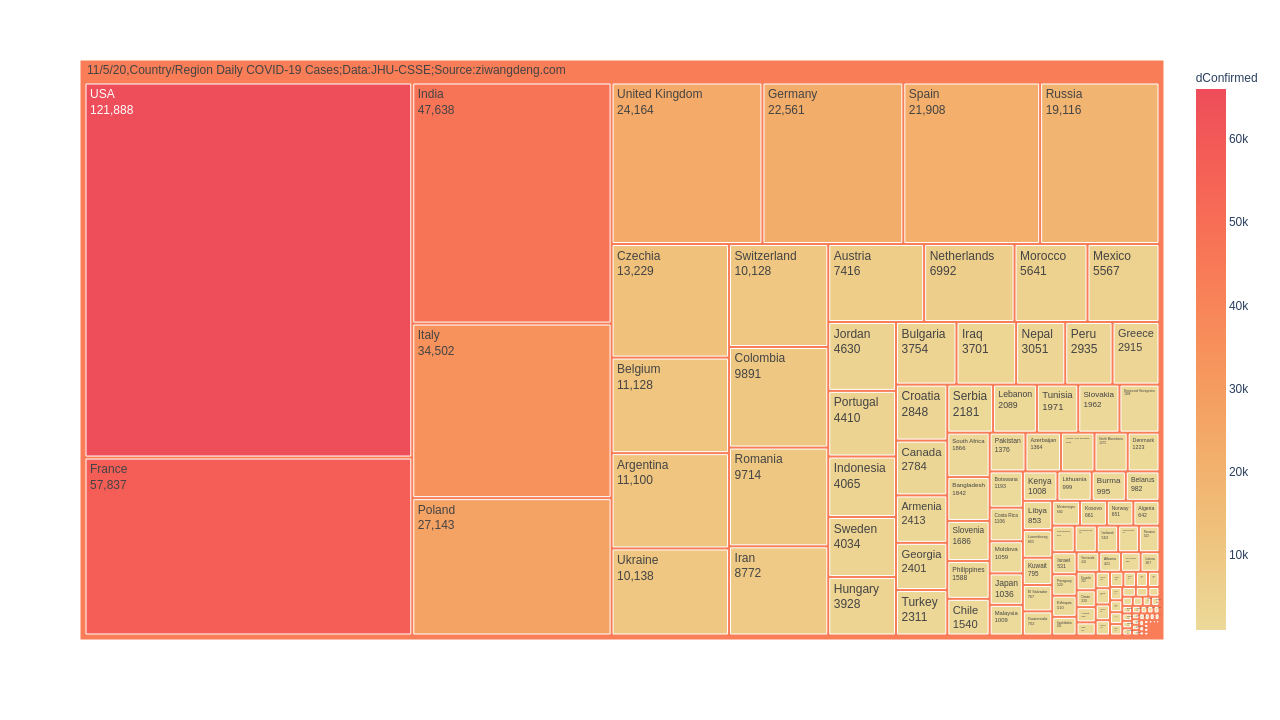 11/5/20,Country/Region Daily COVID-19 Cases;Data:JHU-CSSE;Source:ziwangdeng.com
dConfirmed
60k
50k
40k
30k
20k
10k
USA
121,888
France
57,837
India
47,638
Italy
34,502
Poland
27,143
United Kingdom
24,164
Germany
22,561
Spain
21,908
Russia
19,116
Czechia
13,229
Belgium
11,128
Argentina
11,100
Ukraine
10,138
Switzerland
10,128
Colombia
9891
Romania
9714
Iran
8772
Austria
7416
Netherlands
6992
Morocco
5641
Mexico
5567
Jordan
4630
Portugal
4410
Indonesia
4065
Sweden
4034
Hungary
3928
Bulgaria
3754
Iraq
3701
Nepal
3051
Peru
2935
Greece
2915
Croatia
2848
Canada
2784
Armenia
2413
Georgia
2401
Turkey
2311
Serbia
2181
Lebanon
2089
Tunisia
1971
Slovakia
1962
South Africa
1866
Bangladesh
1842
Slovenia
1686
Philippines
1588
Chile
1540
Pakistan
1376
Azerbaijan
1364
Denmark
1223
Botswana
1193
Costa Rica
1106
Moldova
1059
Japan
1036
Malaysia
1009
Kenya
1008
Lithuania
999
Burma
995
Belarus
982
Libya
853
Kosovo
861
Norway
651
Algeria
642
Kuwait
795
Israel
531